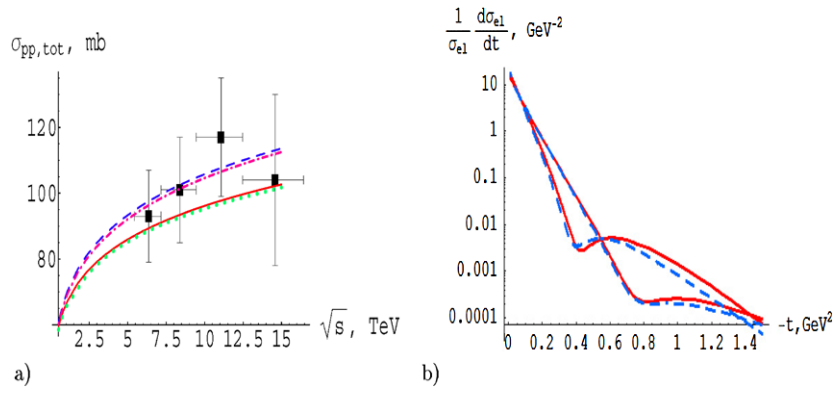 σpp,tot, mb
120
100
80
2.5 5 7.5 10 12.5 15
√s, TeV
a)
1/σel dσel/dt, GeV-2
10
1
0.1
0.01
0.001
0.0001
0 0.2 0.4 0.6 0.8 1 1.2 1.4
-t, GeV2
b)